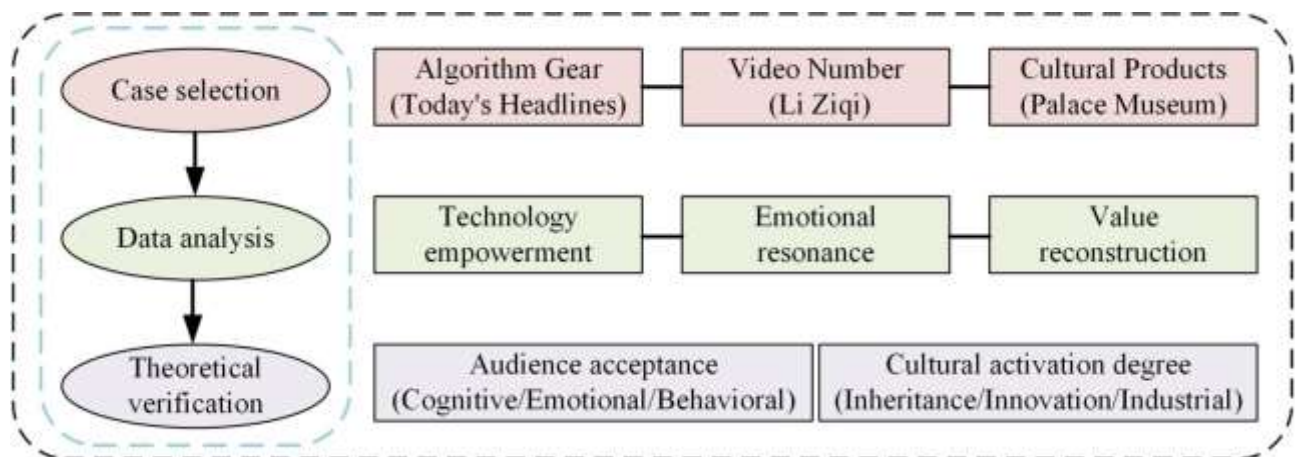 Case selection
Algorithm Gear
(Today's Headlines)
Video Number
(Li Ziqi)
Cultural Products
(Palace Museum)
Data analysis
Technology
empowerment
Emotional
resonance
Value
reconstruction
Theoretical
verification
Audience acceptance
(Cognitive/Emotional/Behavioral)
Cultural activation degree
(Inheritance/Innovation/Industrial)